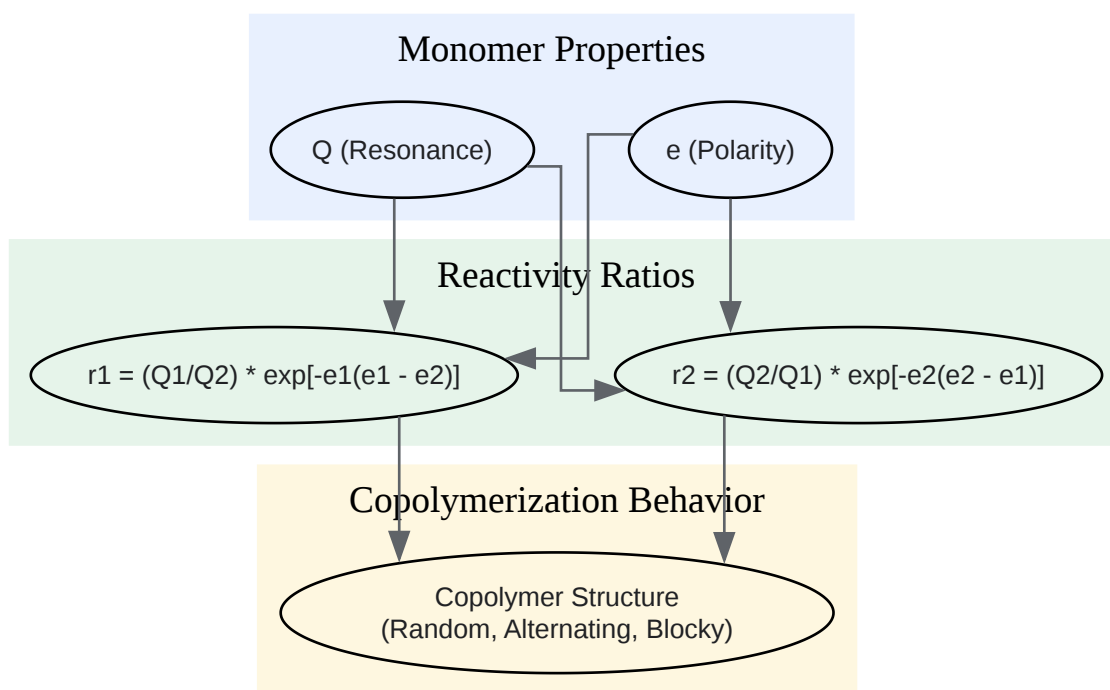 Monomer Properties
Q (Resonance)
e (Polarity)
Reactivity Ratios
r1 = (Q1/Q2) * exp[-e1(e1 - e2)]
r2 = (Q2/Q1) * exp[-e2(e2 - e1)]
Copolymerization Behavior
Copolymer Structure
(Random, Alternating, Blocky)